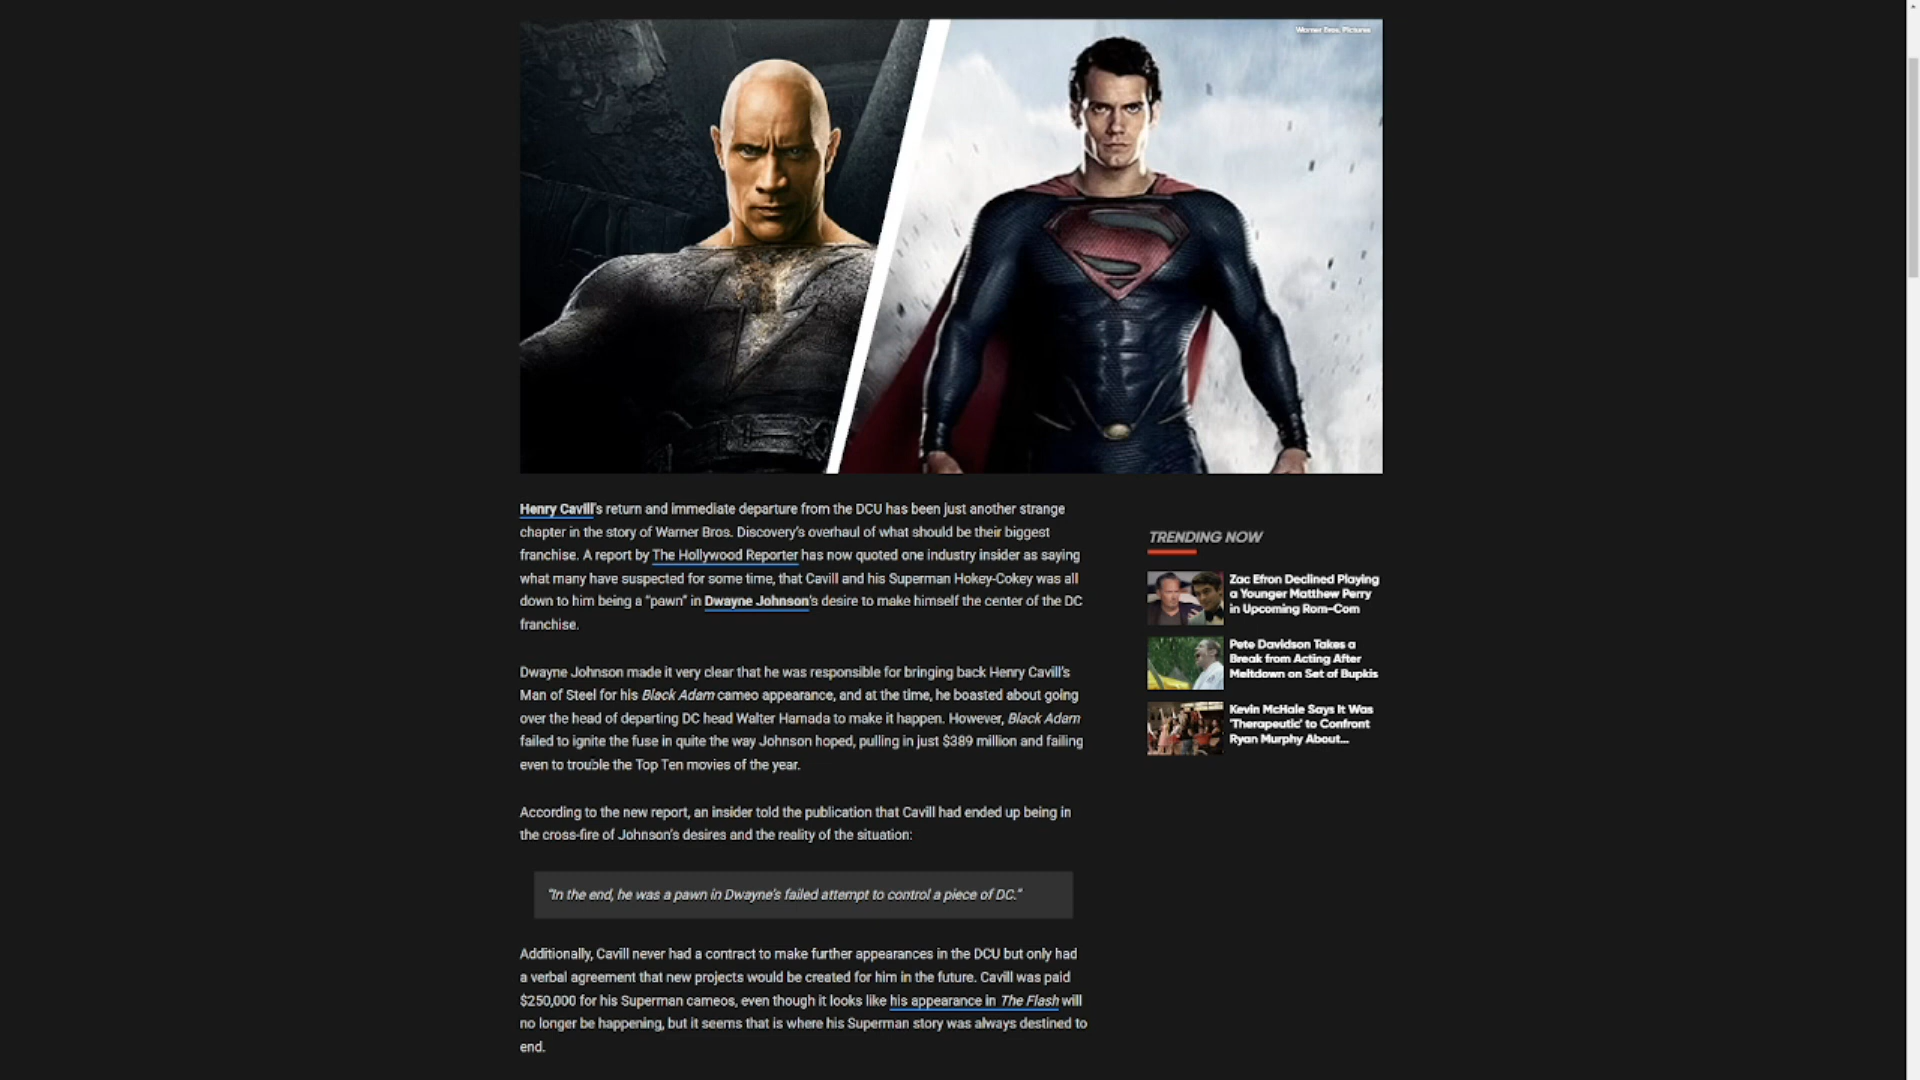 Warner Bros. Pictures
Henry Cavill's return and immediate departure from the DCU has been just another strange
chapter in the story of Warner Bros. Discovery's overhaul of what should be their biggest
franchise. A report by The Hollywood Reporter has now quoted one industry insider as saying
what many have suspected for some time, that Cavill and his Superman Hokey-Cokey was all
down to him being a "pawn" in Dwayne Johnson's desire to make himself the center of the DC
franchise.
Dwayne Johnson made it very clear that he was responsible for bringing back Henry Cavill's
Man of Steel for his Black Adam cameo appearance, and at the time, he boasted about going
over the head of departing DC head Walter Hamada to make it happen. However, Black Adam
failed to ignite the fuse in quite the way Johnson hoped, pulling in just $389 million and failing
even to trouble the Top Ten movies of the year.
According to the new report, an insider told the publication that Cavill had ended up being in
the cross-fire of Johnson's desires and the reality of the situation:
"In the end, he was a pawn in Dwayne's failed attempt to control a piece of DC."
Additionally, Cavill never had a contract to make further appearances in the DCU but only had
a verbal agreement that new projects would be created for him in the future. Cavill was paid
$250,000 for his Superman cameos, even though it looks like his appearance in The Flash will
no longer be happening, but it seems that is where his Superman story was always destined to
end.
TRENDING NOW
Zac Efron Declined Playing
a Younger Matthew Perry
in Upcoming Rom-Com
Pete Davidson Takes a
Break from Acting After
Meltdown on Set of Bupkis
Kevin McHale Says It Was
'Therapeutic' to Confront
Ryan Murphy About...